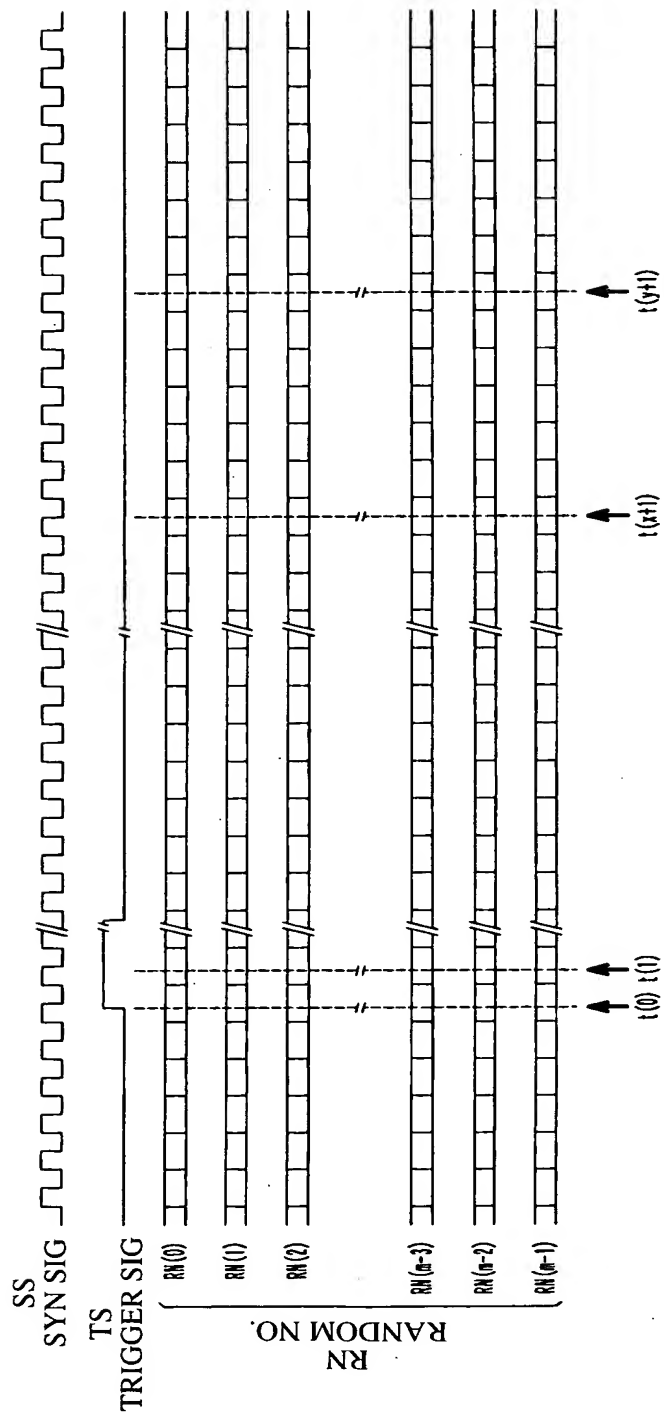 SS
SYN SIG
TS
TRIGGER SIG
RN(0)
RN(1)
RN(2)
RN(m-3)
RN(m-2)
RN(m-1)
RN
RANDOM NO.
t(0) t(1)
t(x+1)
t(y+1)